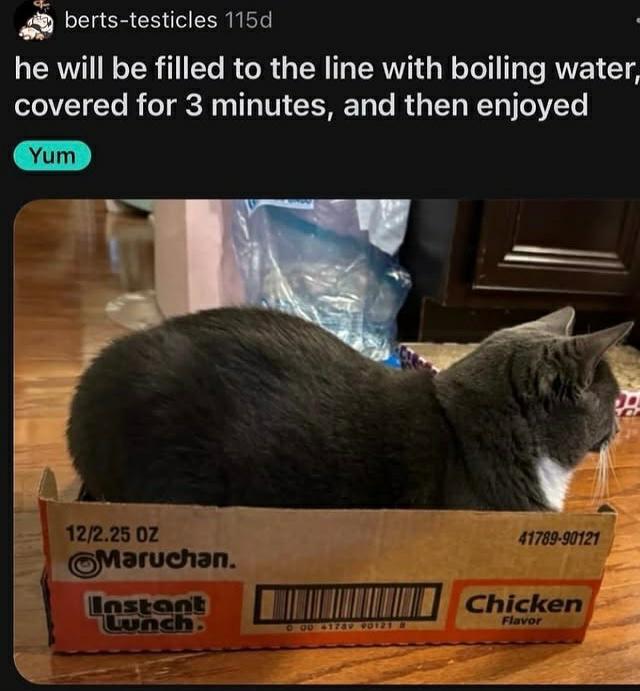 berts-testicles 115d
he will be filled to the line with boiling water,
covered for 3 minutes, and then enjoyed
Yum
12/2.25 OZ
41789-90121
Maruchan.
Instant
Lunch.
Chicken
Flavor